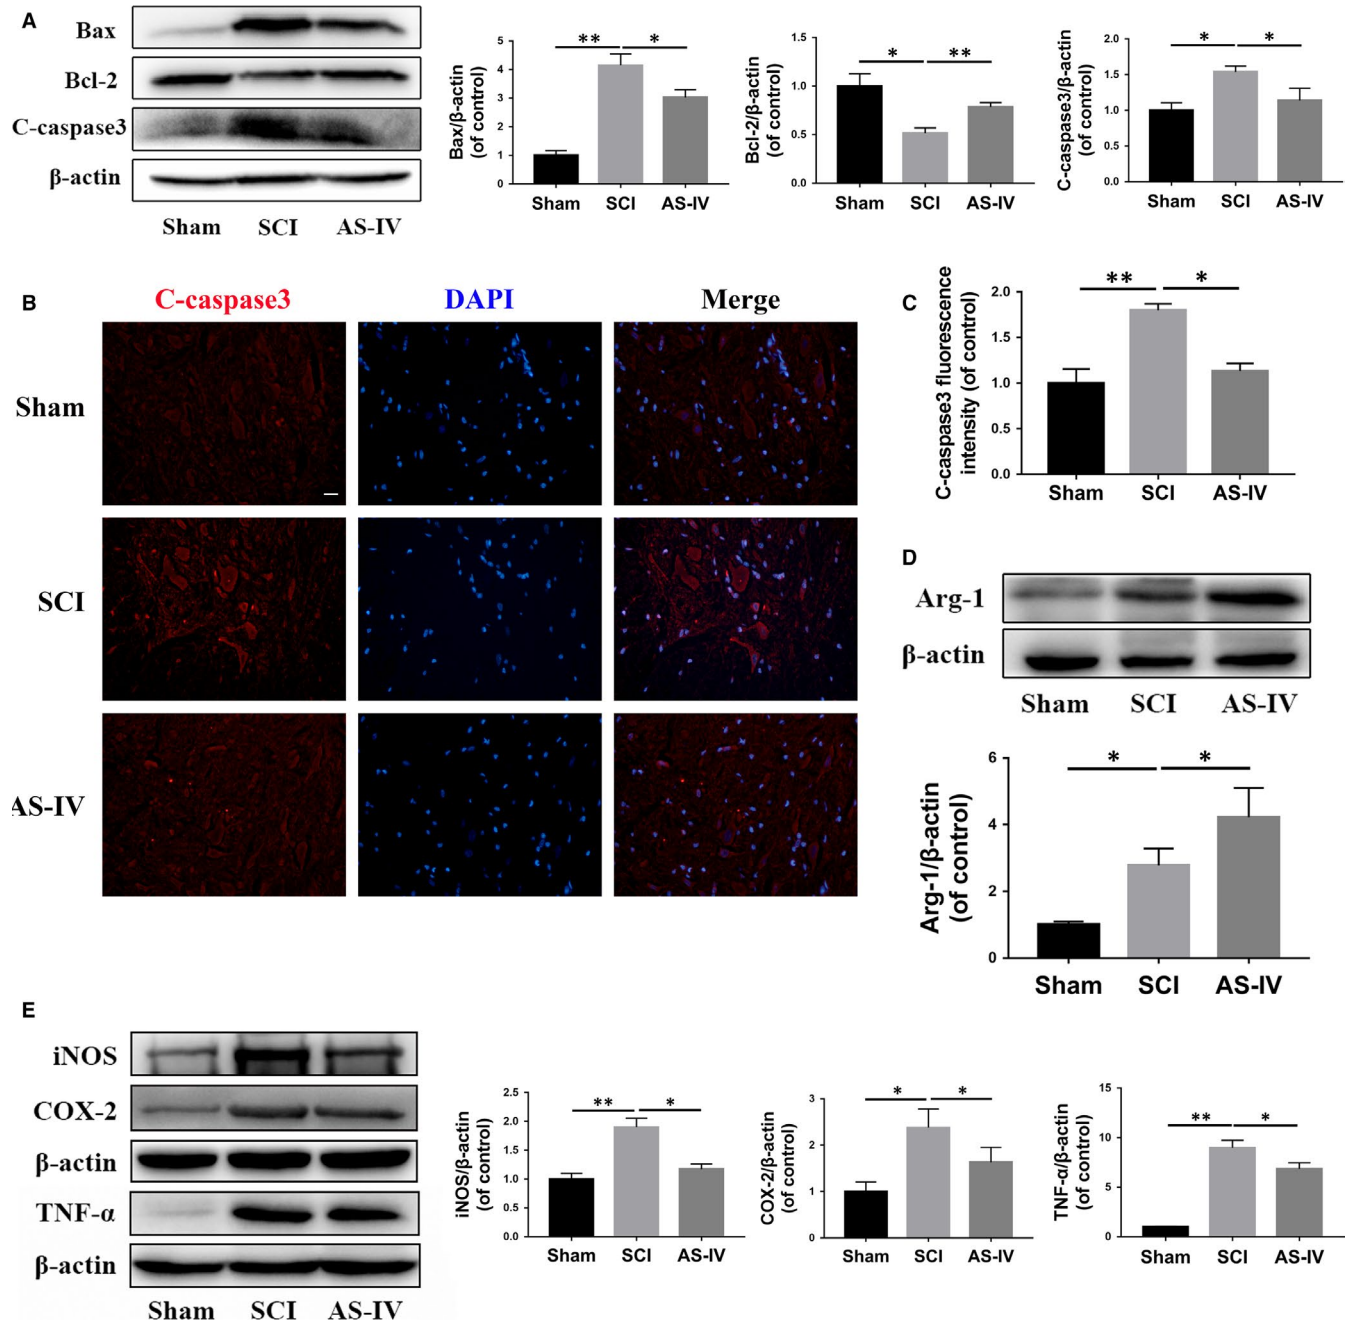 A
Bax
Bcl-2
C-caspase3
β-actin
Sham SCI AS-IV
Bax/β-actin
(of control)
5
4
3
2
1
0
** *
Sham SCI AS-IV
Bcl-2/β-actin
(of control)
1.5
1.0
0.5
0.0
* **
Sham SCI AS-IV
C-caspase3/β-actin
(of control)
2.0
1.5
1.0
0.5
0.0
* *
Sham SCI AS-IV
B
C-caspase3 DAPI Merge
Sham
SCI
AS-IV
C
C-caspase3 fluorescence
intensity (of control)
2.0
1.5
1.0
0.5
0.0
** *
Sham SCI AS-IV
D
Arg-1
β-actin
Sham SCI AS-IV
Arg-1/β-actin
(of control)
6
4
2
0
* *
Sham SCI AS-IV
E
iNOS
COX-2
β-actin
TNF-α
β-actin
Sham SCI AS-IV
iNOS/β-actin
(of control)
2.5
2.0
1.5
1.0
0.5
0.0
** *
Sham SCI AS-IV
COX-2/β-actin
(of control)
3
2
1
0
* *
Sham SCI AS-IV
TNF-α/β-actin
(of control)
15
10
5
0
** *
Sham SCI AS-IV